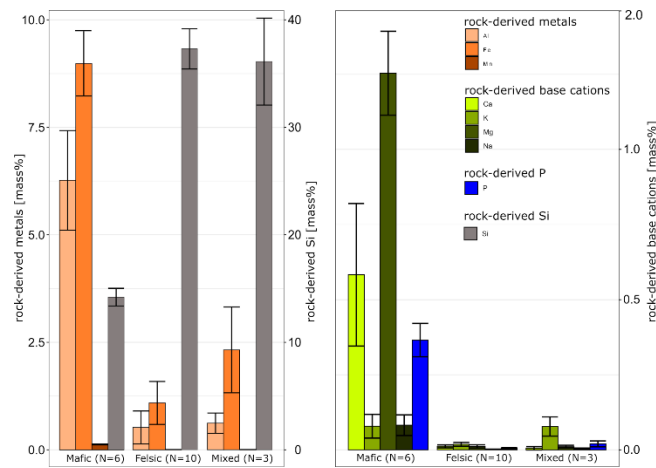 rock-derived metals [mass%]
10.0
7.5
5.0
2.5
0.0
Mafic (N=6)
Felsic (N=10)
Mixed (N=3)
40
30
20
10
0
rock-derived Si [mass%]
rock-derived metals
Al
Fe
Mn
rock-derived base cations
Ca
K
Mg
Na
rock-derived P
P
rock-derived Si
Si
Mafic (N=6)
Felsic (N=10)
Mixed (N=3)
2.0
1.0
0.5
0.0
rock-derived base cations [mass%]